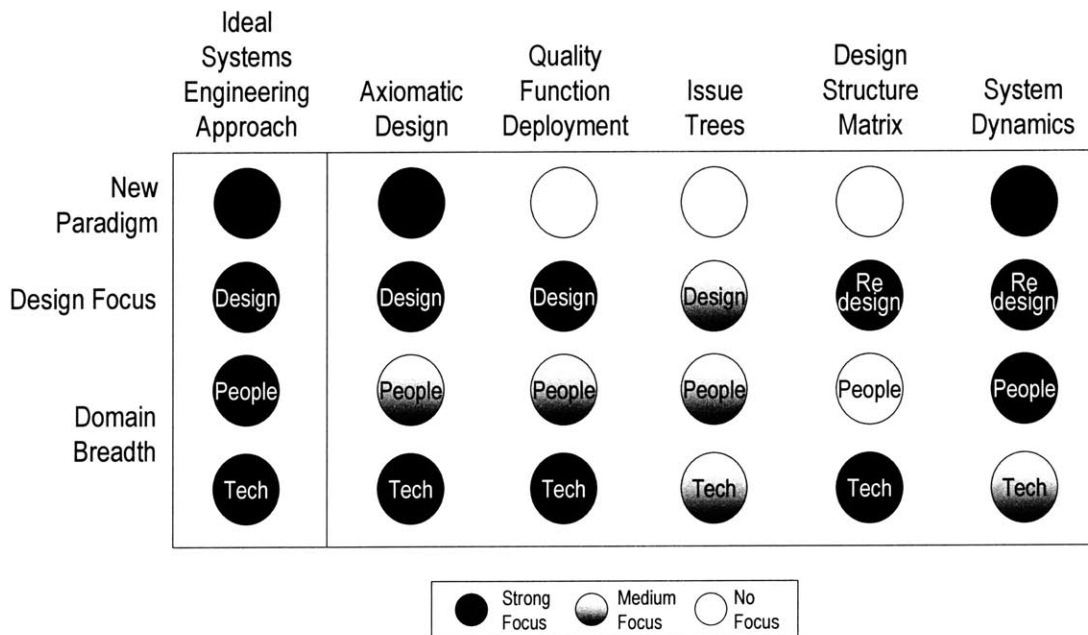 Ideal
Systems
Engineering
Approach
Axiomatic
Design
Quality
Function
Deployment
Issue
Trees
Design
Structure
Matrix
System
Dynamics
New
Paradigm
Design Focus
Design
Design
Design
Design
Re
design
Re
design
Domain
Breadth
People
People
People
People
People
People
Tech
Tech
Tech
Tech
Tech
Tech
Strong
Focus
Medium
Focus
No
Focus